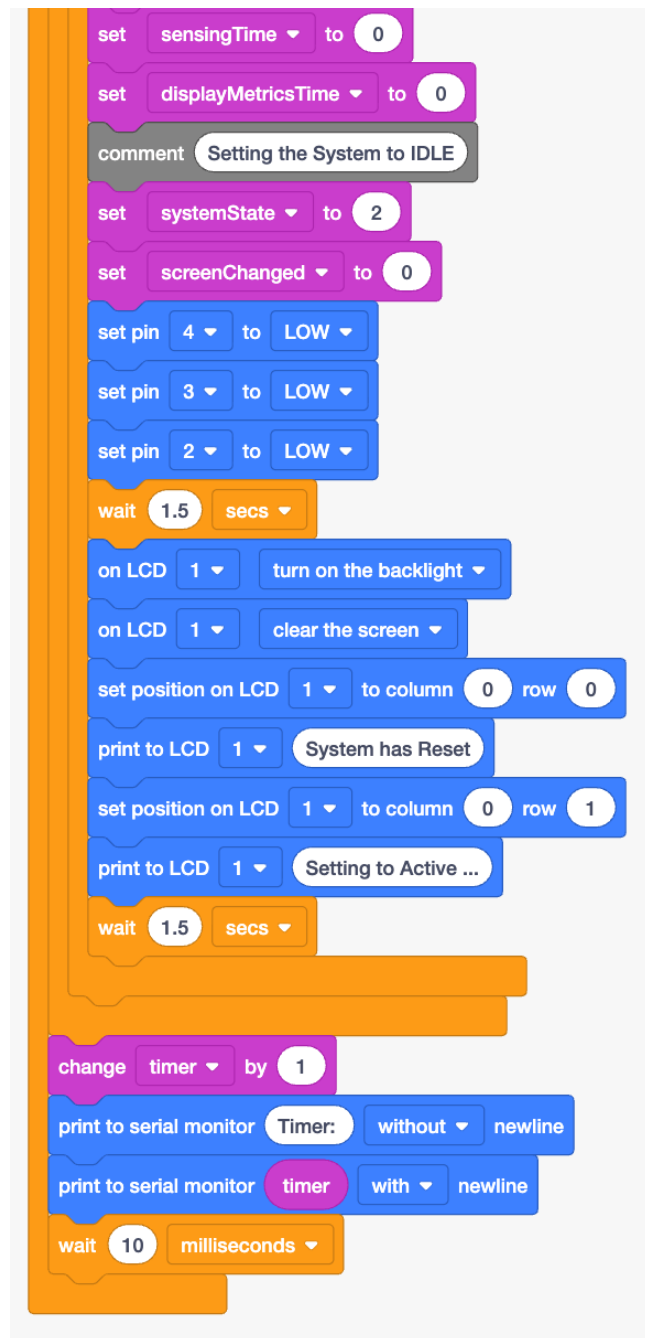 set sensingTime to 0
set displayMetricsTime to 0
comment Setting the System to IDLE
set systemState to 2
set screenChanged to 0
set pin 4 to LOW
set pin 3 to LOW
set pin 2 to LOW
wait 1.5 secs
on LCD 1 turn on the backlight
on LCD 1 clear the screen
set position on LCD 1 to column 0 row 0
print to LCD 1 System has Reset
set position on LCD 1 to column 0 row 1
print to LCD 1 Setting to Active ...
wait 1.5 secs
change timer by 1
print to serial monitor Timer: without newline
print to serial monitor timer with newline
wait 10 milliseconds